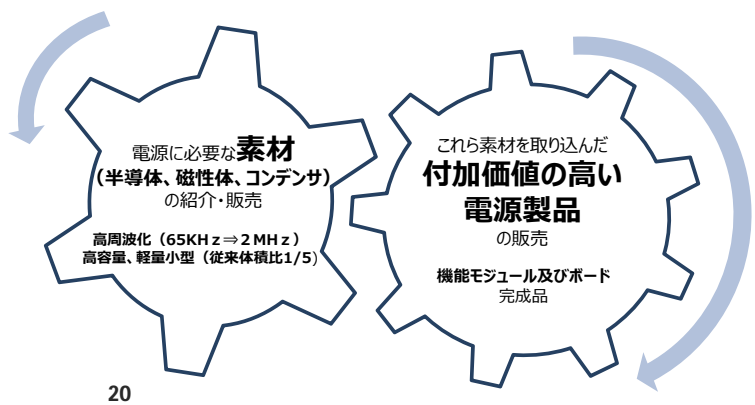 電源に必要な素材
（半導体、磁性体、コンデンサ）
の紹介・販売
高周波化（65KHｚ⇒２MHｚ）
高容量、軽量小型（従来体積比1/5）
これら素材を取り込んだ
付加価値の高い
電源製品
の販売
機能モジュール及びボード
完成品
20